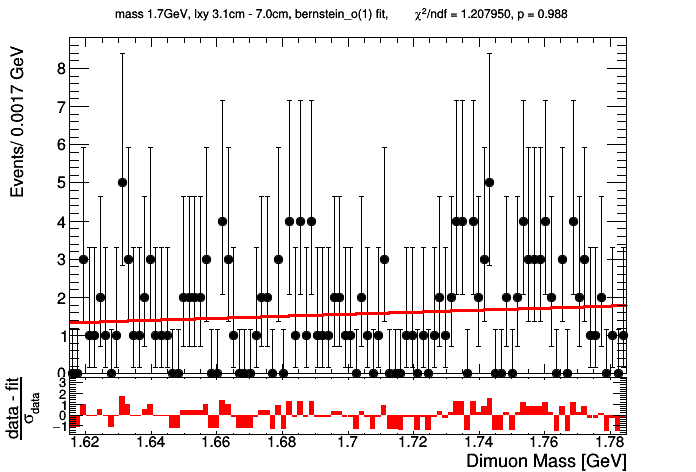 mass 1.7GeV, lxy 3.1cm - 7.0cm, bernstein_o(1) fit, χ²/ndf = 1.207950, p = 0.988
Events/ 0.0017 GeV
8
7
6
5
4
3
2
1
0
data - fit
σdata
3
2
1
0
−1
1.62 1.64 1.66 1.68 1.7 1.72 1.74 1.76 1.78
Dimuon Mass [GeV]